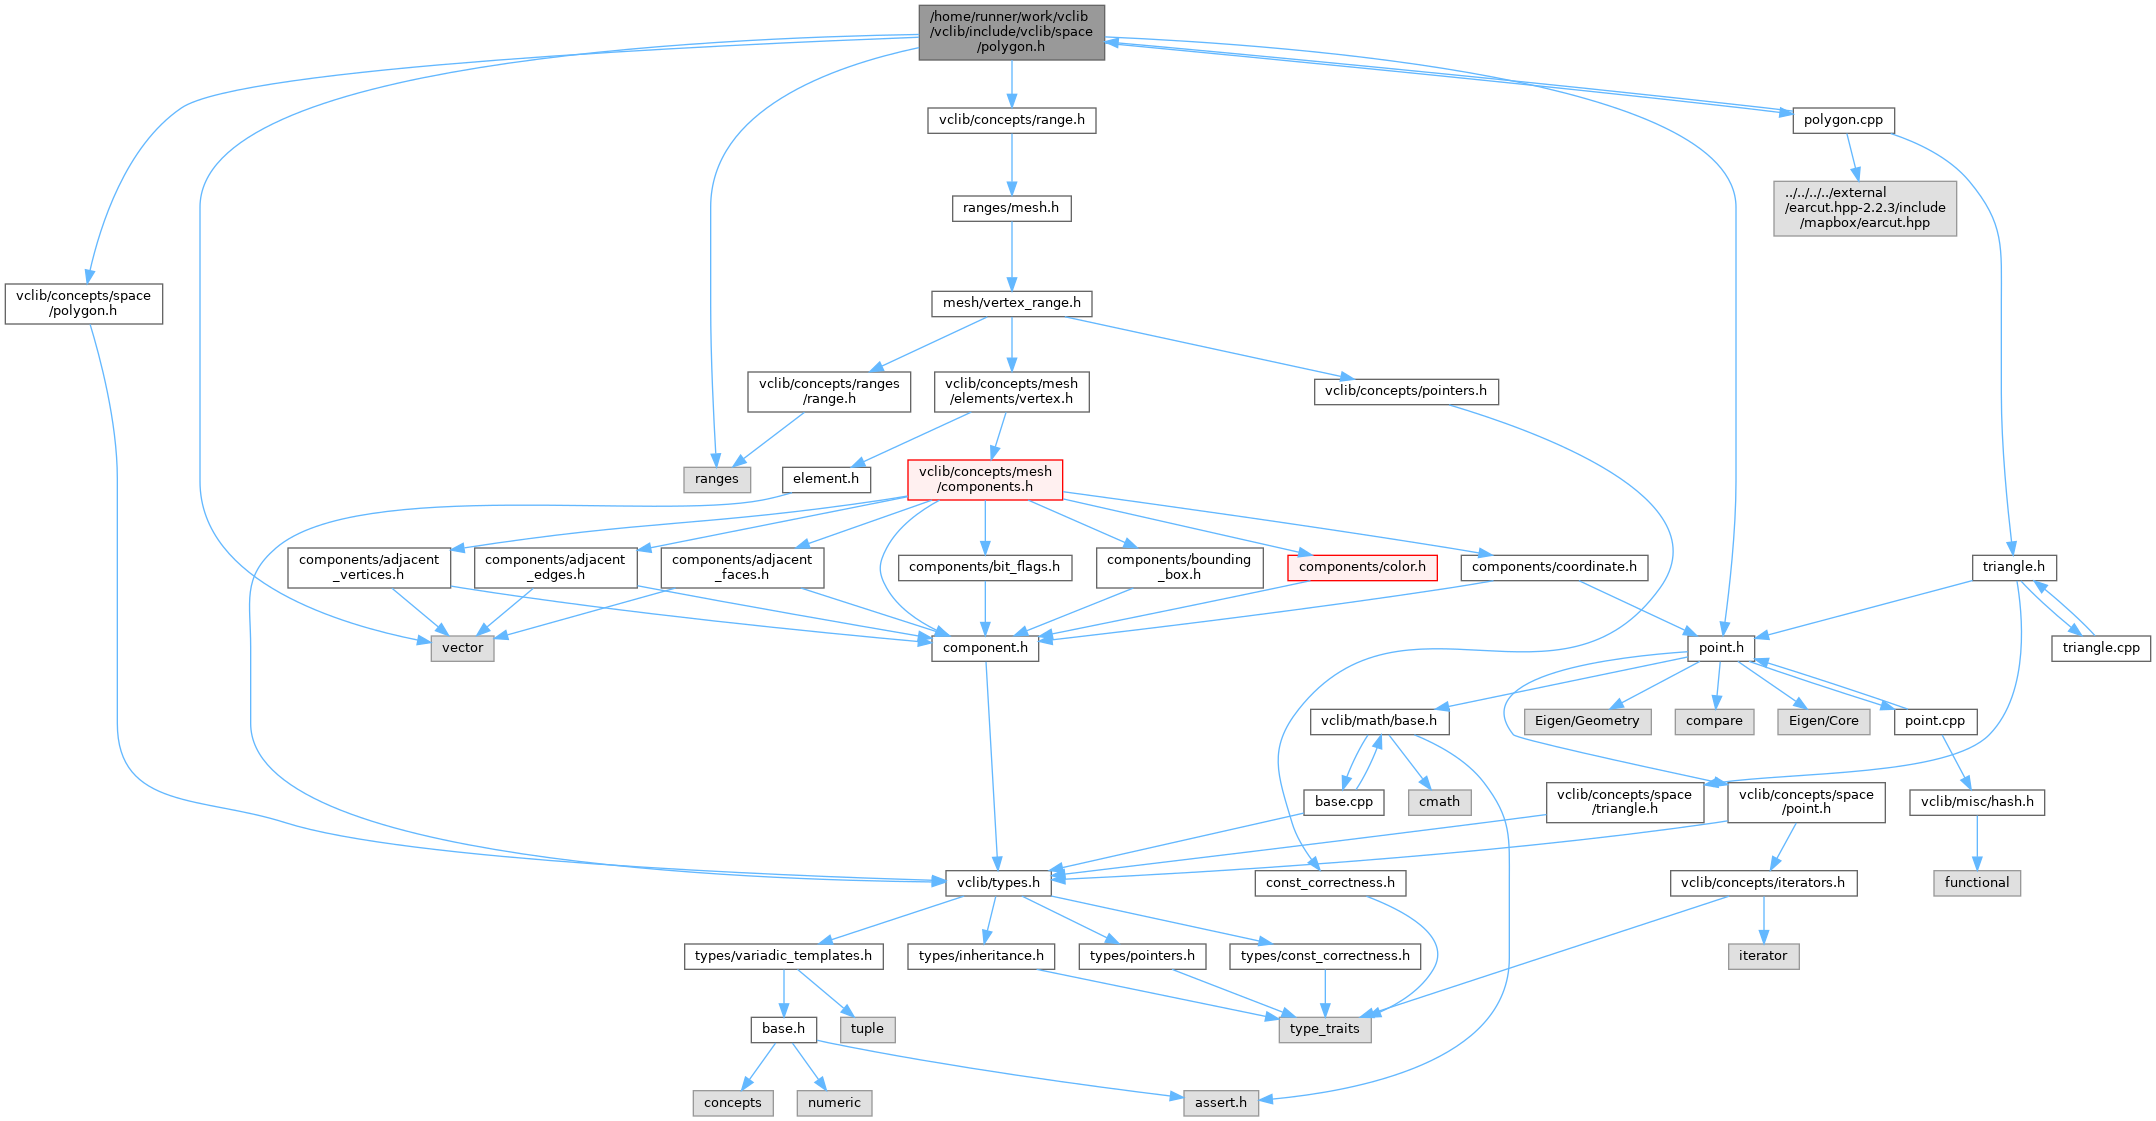 /home/runner/work/vclib
/vclib/include/vclib/space
/polygon.h
vclib/concepts/range.h
polygon.cpp
ranges/mesh.h
../../../../external
/earcut.hpp-2.2.3/include
/mapbox/earcut.hpp
vclib/concepts/space
/polygon.h
mesh/vertex_range.h
vclib/concepts/ranges
/range.h
vclib/concepts/mesh
/elements/vertex.h
vclib/concepts/pointers.h
ranges
element.h
vclib/concepts/mesh
/components.h
components/adjacent
_vertices.h
components/adjacent
_edges.h
components/adjacent
_faces.h
components/bit_flags.h
components/bounding
_box.h
components/color.h
components/coordinate.h
triangle.h
vector
component.h
point.h
triangle.cpp
vclib/math/base.h
Eigen/Geometry
compare
Eigen/Core
point.cpp
base.cpp
cmath
vclib/concepts/space
/triangle.h
vclib/concepts/space
/point.h
vclib/misc/hash.h
vclib/types.h
const_correctness.h
vclib/concepts/iterators.h
functional
types/variadic_templates.h
types/inheritance.h
types/pointers.h
types/const_correctness.h
iterator
base.h
tuple
type_traits
concepts
numeric
assert.h